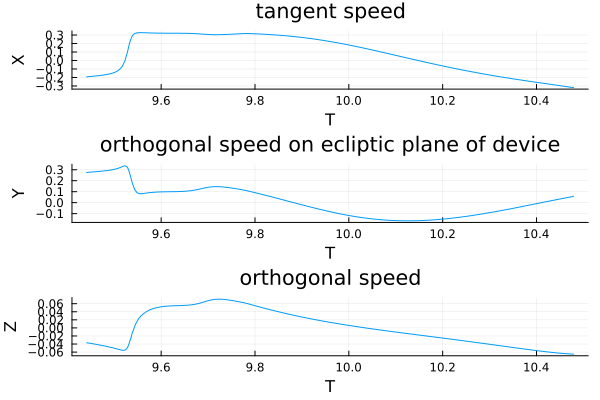 tangent speed
0.3
0.2
0.1
0.0
−0.1
−0.2
−0.3
X
9.6 9.8 10.0 10.2 10.4
T
orthogonal speed on ecliptic plane of device
0.3
0.2
0.1
0.0
−0.1
Y
9.6 9.8 10.0 10.2 10.4
T
orthogonal speed
0.06
0.04
0.02
0.00
−0.02
−0.04
−0.06
Z
9.6 9.8 10.0 10.2 10.4
T